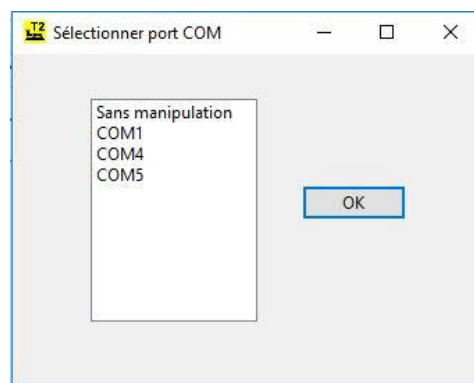 T2
Sélectionner port COM
Sans manipulation
COM1
COM4
COM5
OK